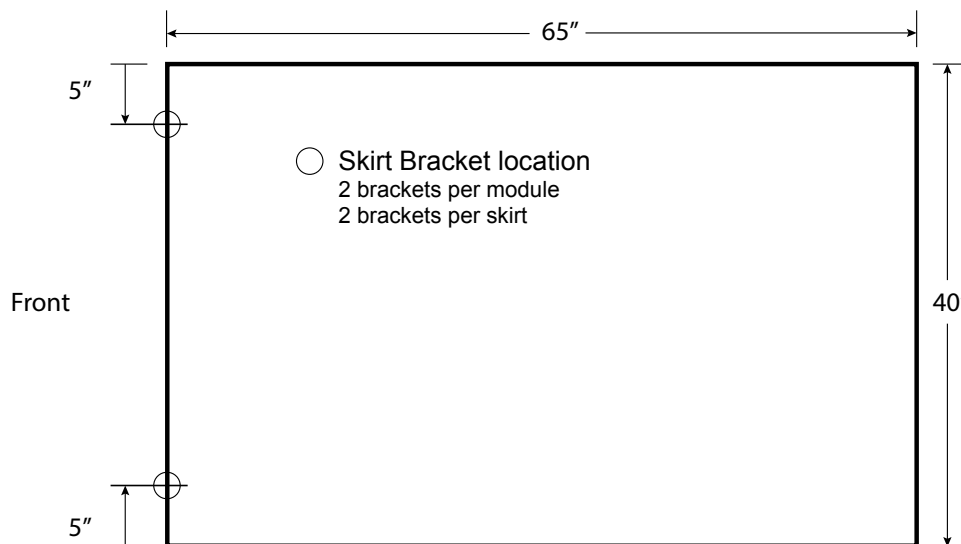 65”
5”
Skirt Bracket location
2 brackets per module
2 brackets per skirt
Front
40
5”